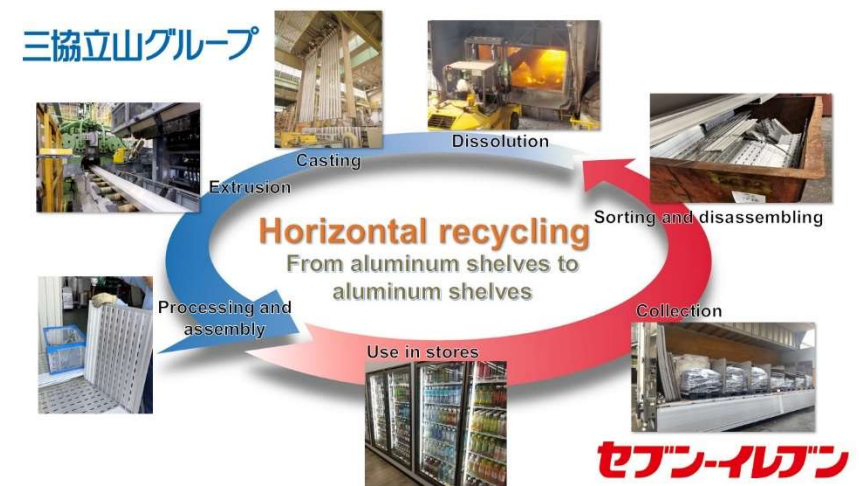 三協立山グループ
Casting
Dissolution
Extrusion
Sorting and disassembling
Horizontal recycling
From aluminum shelves to
aluminum shelves
Processing and
assembly
Collection
Use in stores
セブン-イレブン